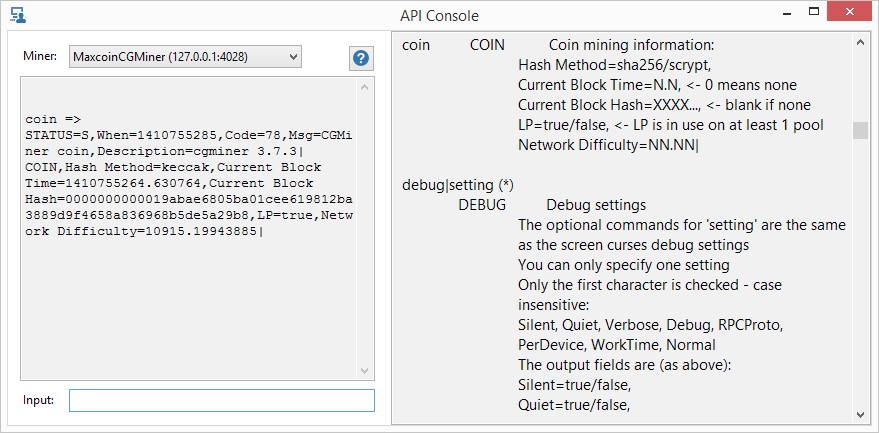 API Console
Miner: MaxcoinCGMiner (127.0.0.1:4028) ?
coin =>
STATUS=S,When=1410755285,Code=78,Msg=CGMi
ner coin,Description=cgminer 3.7.3|
COIN,Hash Method=keccak,Current Block
Time=1410755264.630764,Current Block
Hash=0000000000019abae6805ba01cee619812ba
3889d9f4658a836968b5de5a29b8,LP=true,Netw
ork Difficulty=10915.19943885|
Input:
coin COIN Coin mining information:
Hash Method=sha256/scrypt,
Current Block Time=N.N, <- 0 means none
Current Block Hash=XXXX..., <- blank if none
LP=true/false, <- LP is in use on at least 1 pool
Network Difficulty=NN.NN|
debug|setting (*)
DEBUG Debug settings
The optional commands for 'setting' are the same
as the screen curses debug settings
You can only specify one setting
Only the first character is checked - case
insensitive:
Silent, Quiet, Verbose, Debug, RPCProto,
PerDevice, WorkTime, Normal
The output fields are (as above):
Silent=true/false,
Quiet=true/false,